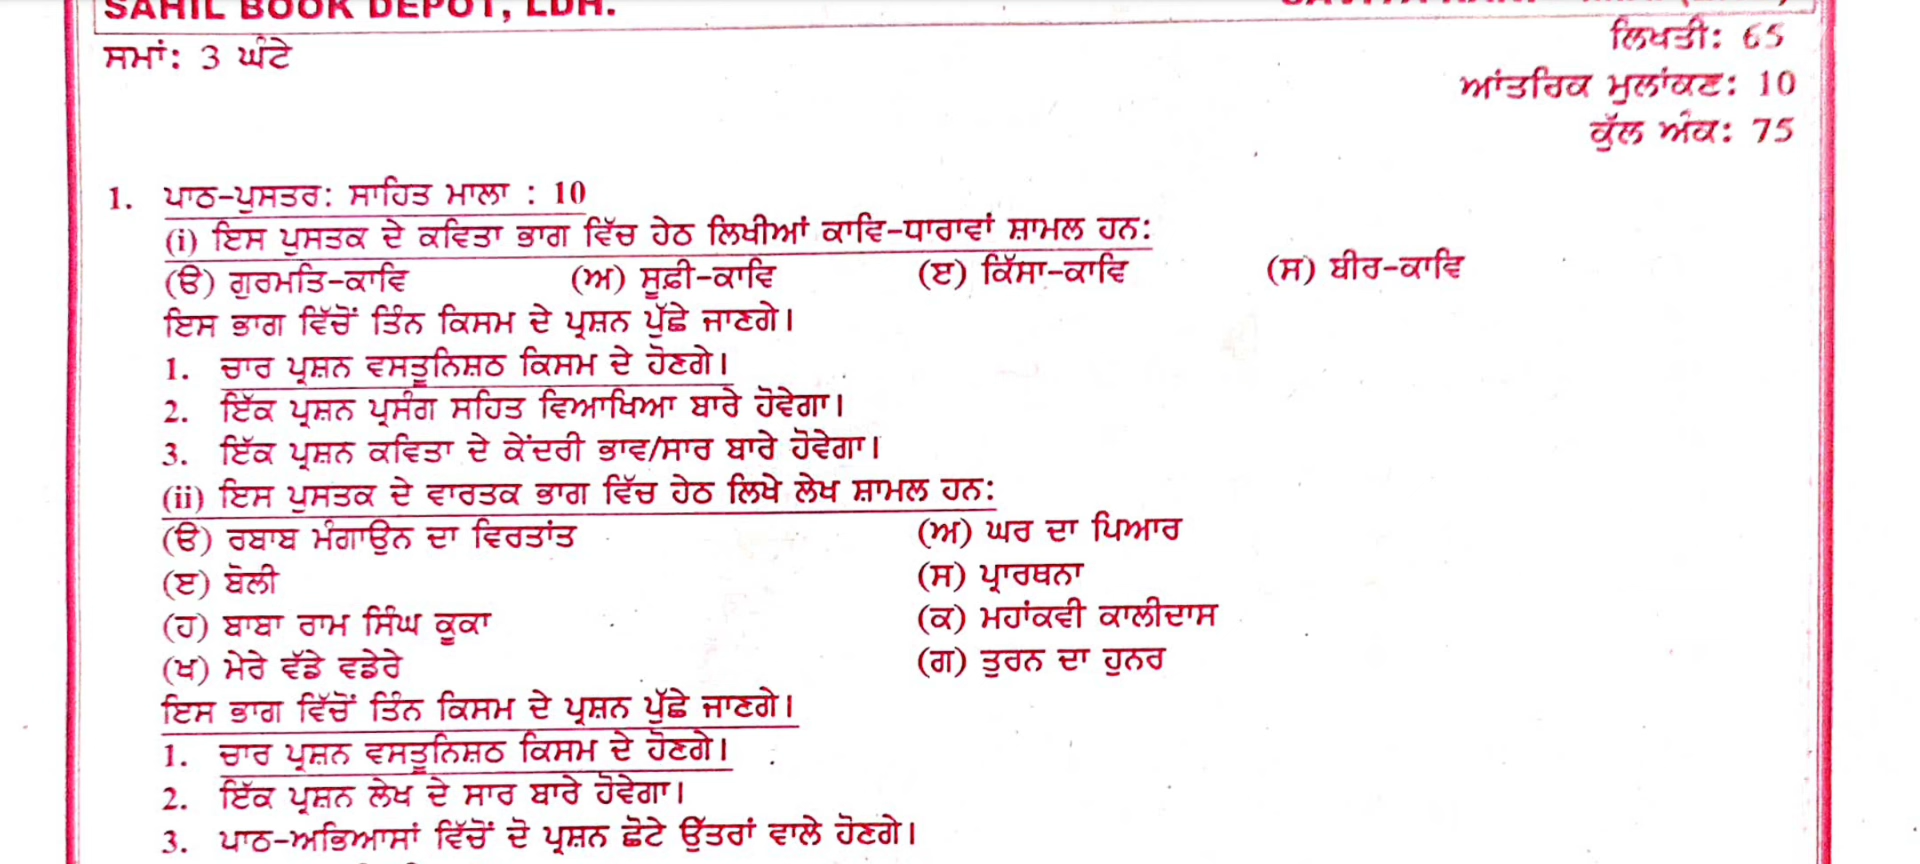 SAHIL BOOK DEPOT, LDH.
ਸਮਾਂ: 3 ਘੰਟੇ
ਲਿਖਤੀ: 65
ਆਂਤਰਿਕ ਮੁਲਾਂਕਣ: 10
ਕੁੱਲ ਅੰਕ: 75
1. ਪਾਠ-ਪੁਸਤਰ: ਸਾਹਿਤ ਮਾਲਾ : 10
(i) ਇਸ ਪੁਸਤਕ ਦੇ ਕਵਿਤਾ ਭਾਗ ਵਿੱਚ ਹੇਠ ਲਿਖੀਆਂ ਕਾਵਿ-ਧਾਰਾਵਾਂ ਸ਼ਾਮਲ ਹਨ:
(ੳ) ਗੁਰਮਤਿ-ਕਾਵਿ (ਅ) ਸੂਫ਼ੀ-ਕਾਵਿ (ੲ) ਕਿੱਸਾ-ਕਾਵਿ (ਸ) ਬੀਰ-ਕਾਵਿ
ਇਸ ਭਾਗ ਵਿੱਚੋਂ ਤਿੰਨ ਕਿਸਮ ਦੇ ਪ੍ਰਸ਼ਨ ਪੁੱਛੇ ਜਾਣਗੇ।
1. ਚਾਰ ਪ੍ਰਸ਼ਨ ਵਸਤੂਨਿਸ਼ਠ ਕਿਸਮ ਦੇ ਹੋਣਗੇ।
2. ਇੱਕ ਪ੍ਰਸ਼ਨ ਪ੍ਰਸੰਗ ਸਹਿਤ ਵਿਆਖਿਆ ਬਾਰੇ ਹੋਵੇਗਾ।
3. ਇੱਕ ਪ੍ਰਸ਼ਨ ਕਵਿਤਾ ਦੇ ਕੇਂਦਰੀ ਭਾਵ/ਸਾਰ ਬਾਰੇ ਹੋਵੇਗਾ।
(ii) ਇਸ ਪੁਸਤਕ ਦੇ ਵਾਰਤਕ ਭਾਗ ਵਿੱਚ ਹੇਠ ਲਿਖੇ ਲੇਖ ਸ਼ਾਮਲ ਹਨ:
(ੳ) ਰਬਾਬ ਮੰਗਾਉਨ ਦਾ ਵਿਰਤਾਂਤ (ਅ) ਘਰ ਦਾ ਪਿਆਰ
(ੲ) ਬੋਲੀ (ਸ) ਪ੍ਰਾਰਥਨਾ
(ਹ) ਬਾਬਾ ਰਾਮ ਸਿੰਘ ਕੂਕਾ (ਕ) ਮਹਾਂਕਵੀ ਕਾਲੀਦਾਸ
(ਖ) ਮੇਰੇ ਵੱਡੇ ਵਡੇਰੇ (ਗ) ਤੁਰਨ ਦਾ ਹੁਨਰ
ਇਸ ਭਾਗ ਵਿੱਚੋਂ ਤਿੰਨ ਕਿਸਮ ਦੇ ਪ੍ਰਸ਼ਨ ਪੁੱਛੇ ਜਾਣਗੇ।
1. ਚਾਰ ਪ੍ਰਸ਼ਨ ਵਸਤੂਨਿਸ਼ਠ ਕਿਸਮ ਦੇ ਹੋਣਗੇ।
2. ਇੱਕ ਪ੍ਰਸ਼ਨ ਲੇਖ ਦੇ ਸਾਰ ਬਾਰੇ ਹੋਵੇਗਾ।
3. ਪਾਠ-ਅਭਿਆਸਾਂ ਵਿੱਚੋਂ ਦੋ ਪ੍ਰਸ਼ਨ ਛੋਟੇ ਉੱਤਰਾਂ ਵਾਲੇ ਹੋਣਗੇ।